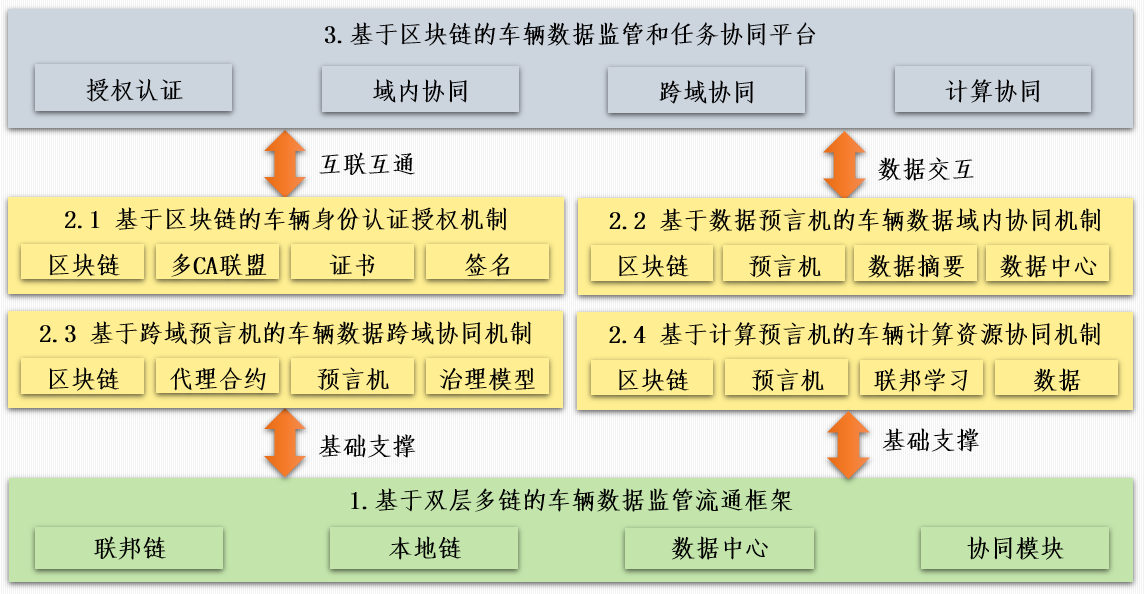 3.基于区块链的车辆数据监管和任务协同平台
授权认证
域内协同
跨域协同
计算协同
互联互通
数据交互
2.1 基于区块链的车辆身份认证授权机制
区块链
多CA联盟
证书
签名
2.2 基于数据预言机的车辆数据域内协同机制
区块链
预言机
数据摘要
数据中心
2.3 基于跨域预言机的车辆数据跨域协同机制
区块链
代理合约
预言机
治理模型
2.4 基于计算预言机的车辆计算资源协同机制
区块链
预言机
联邦学习
数据
基础支撑
基础支撑
1.基于双层多链的车辆数据监管流通框架
联邦链
本地链
数据中心
协同模块